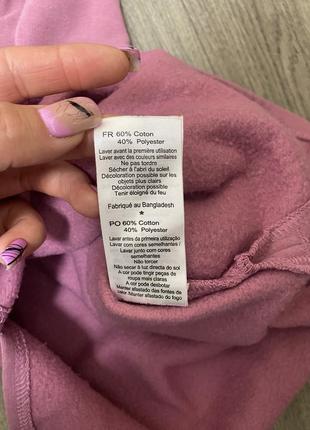 FR 60% Cotton
40% Polyester
Laver avant la première utilisation
Laver avec des couleurs similaires
Ne pas tordre
Sécher à l'abri du soleil
Décoloration possible sur les
objets plus clairs
Décoloration possible
Tenir éloigné du feu
Fabriqué au Bangladesh
*
PO 60% Cotton
40% Polyester
Lavar antes da primeira utilização
Lavar junto com cores semelhantes /
Lavar junto com cores
semelhantes
Não torcer
Não secar à luz directa do sol
A cor pode tingir peças de
roupa mais claras
A cor pode desbotar
Manter afastado das fontes de
calor. Manter afastado do fogo